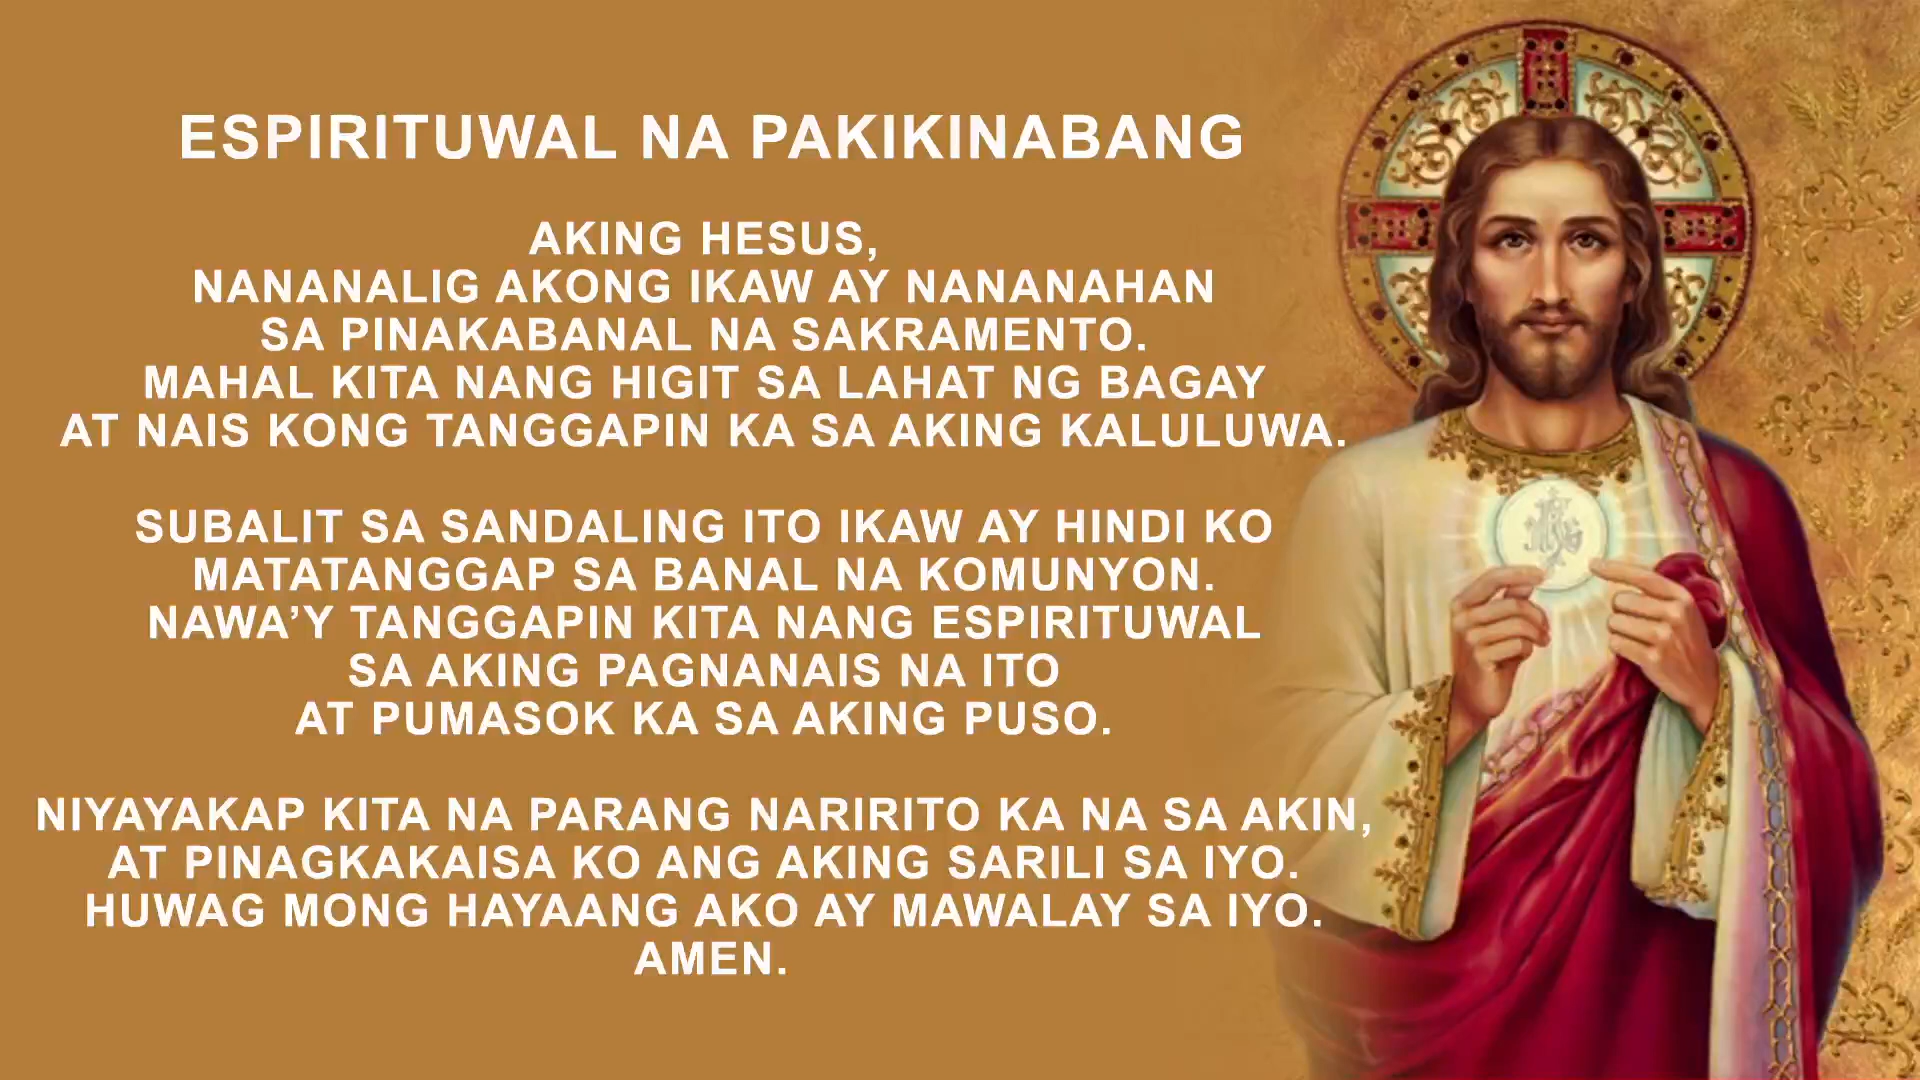 ESPIRITUWAL NA PAKIKINABANG
AKING HESUS,
NANANALIG AKONG IKAW AY NANANAHAN
SA PINAKABANAL NA SAKRAMENTO.
MAHAL KITA NANG HIGIT SA LAHAT NG BAGAY
AT NAIS KONG TANGGAPIN KA SA AKING KALULUWA.
SUBALIT SA SANDALING ITO IKAW AY HINDI KO
MATATANGGAP SA BANAL NA KOMUNYON.
NAWA’Y TANGGAPIN KITA NANG ESPIRITUWAL
SA AKING PAGNANAIS NA ITO
AT PUMASOK KA SA AKING PUSO.
NIYAYAKAP KITA NA PARANG NARIRITO KA NA SA AKIN,
AT PINAGKAKAISA KO ANG AKING SARILI SA IYO.
HUWAG MONG HAYAANG AKO AY MAWALAY SA IYO.
AMEN.